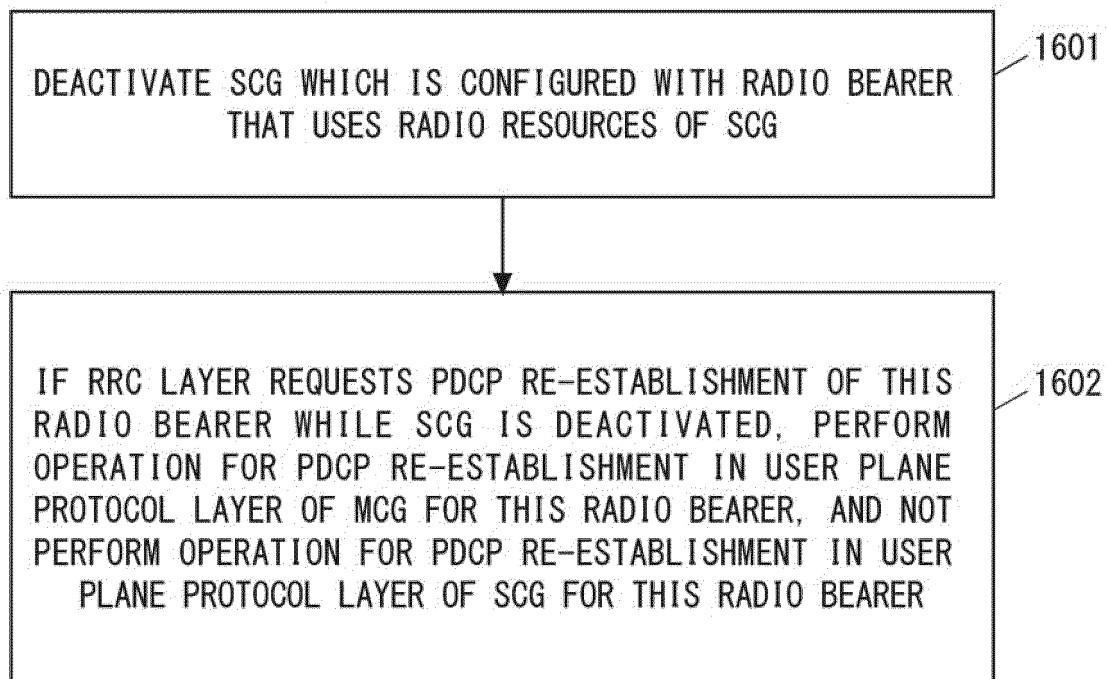 DEACTIVATE SCG WHICH IS CONFIGURED WITH RADIO BEARER
THAT USES RADIO RESOURCES OF SCG
1601
IF RRC LAYER REQUESTS PDCP RE-ESTABLISHMENT OF THIS
RADIO BEARER WHILE SCG IS DEACTIVATED, PERFORM
OPERATION FOR PDCP RE-ESTABLISHMENT IN USER PLANE
PROTOCOL LAYER OF MCG FOR THIS RADIO BEARER, AND NOT
PERFORM OPERATION FOR PDCP RE-ESTABLISHMENT IN USER
PLANE PROTOCOL LAYER OF SCG FOR THIS RADIO BEARER
1602